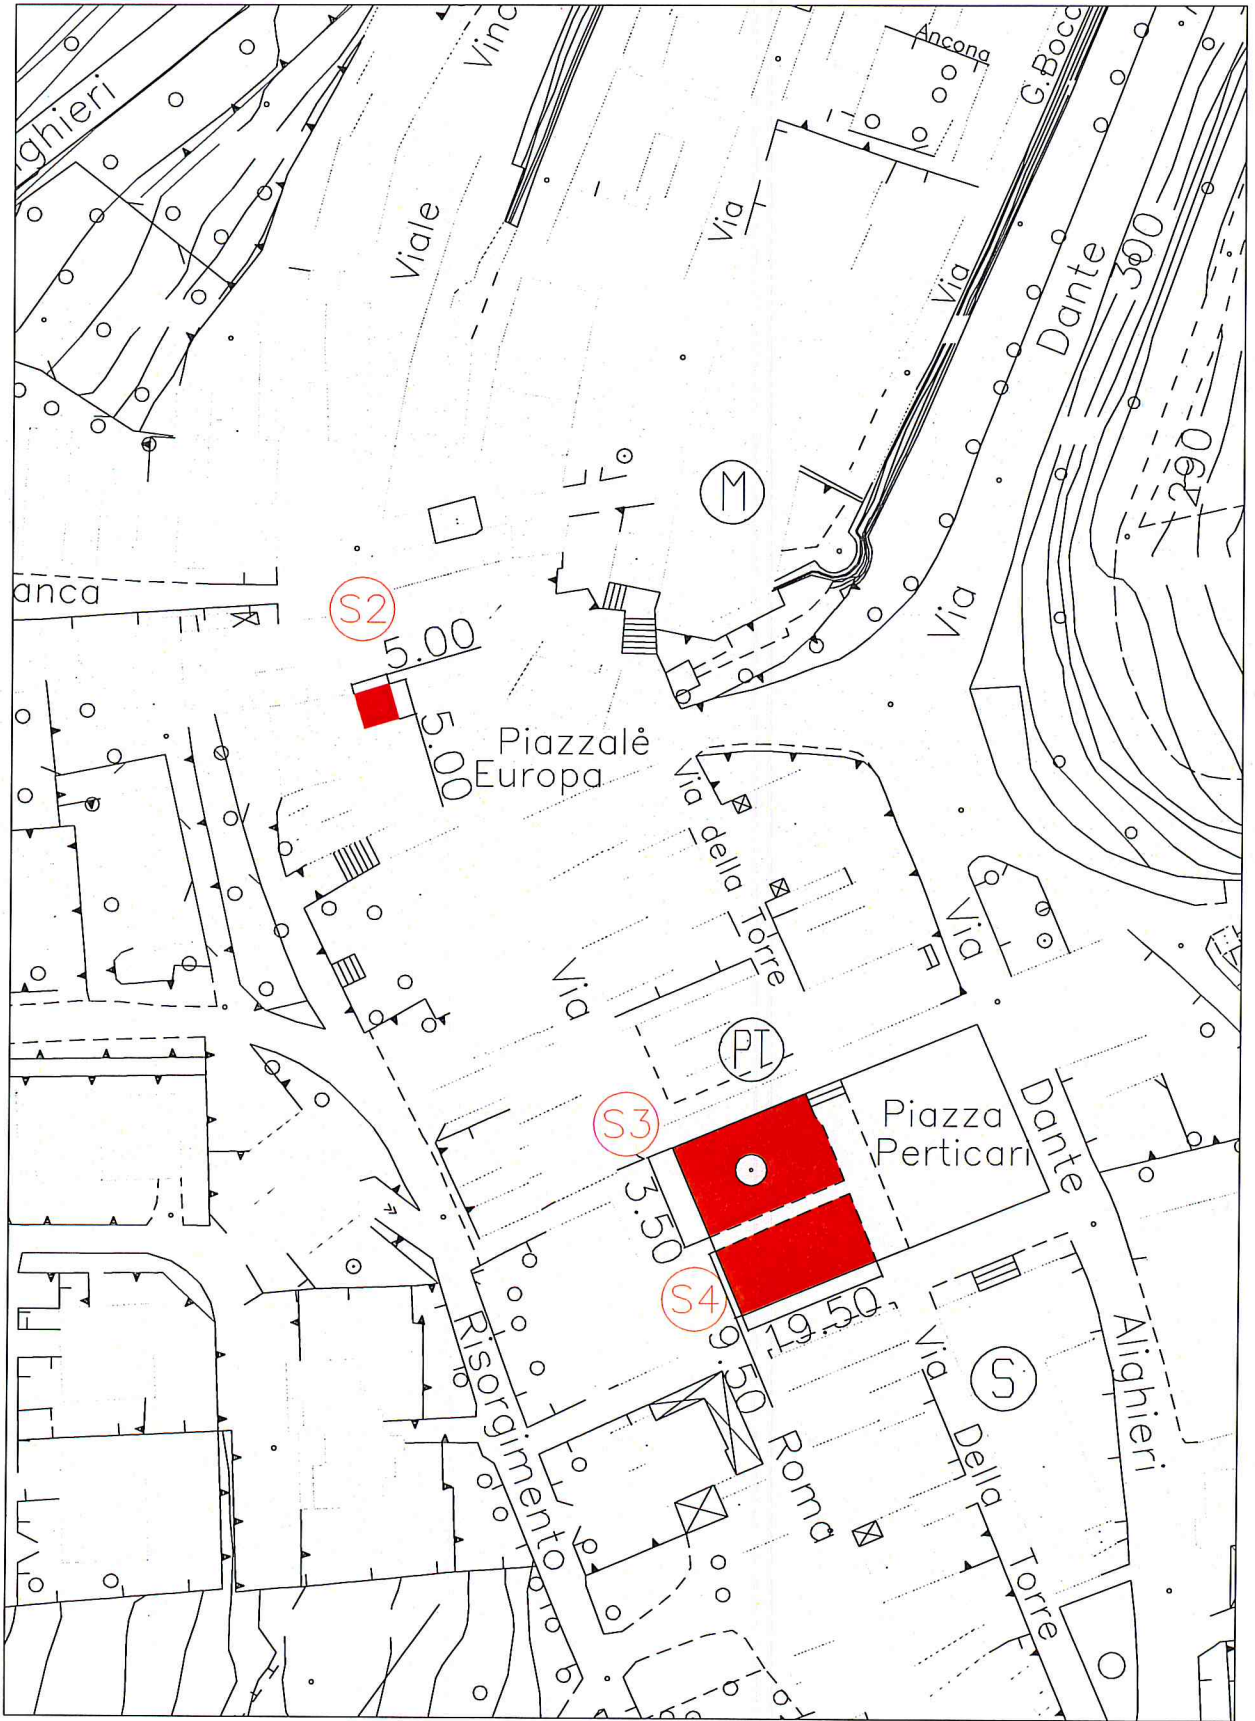 ghieri
Viale
Vinc
Ancona
Via
G.Bocc
Via
Dante
300
290
M
Via
anca
S2
5.00
5.00
Piazzale
Europa
Via della Torre
Via
Via
PI
S3
3.50
Piazza
Perticari
Dante
S4
19.50
9.50
Risorgimento
Roma
Via
Della
Torre
S
Alighieri